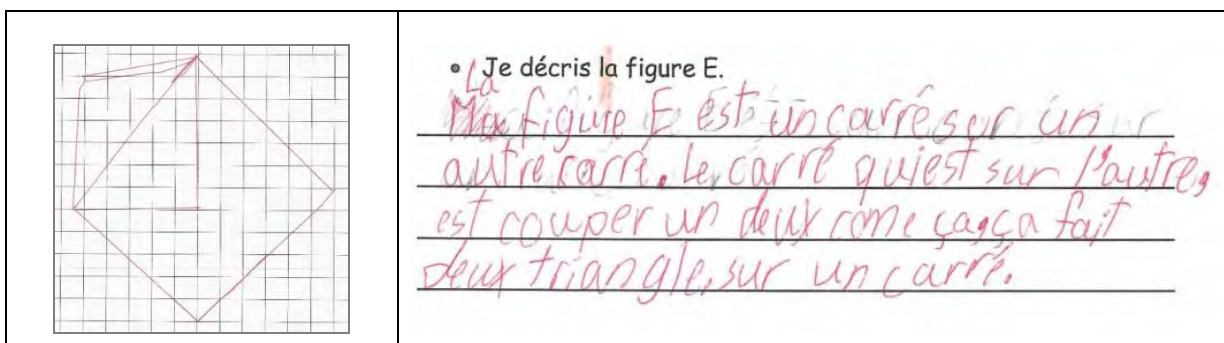 • Je décris la figure E.
La
figure E est un carré sur un
autre carré. Le carré qui est sur l'autre,
est couper un deux come ça, ça fait
deux triangle, sur un carré.